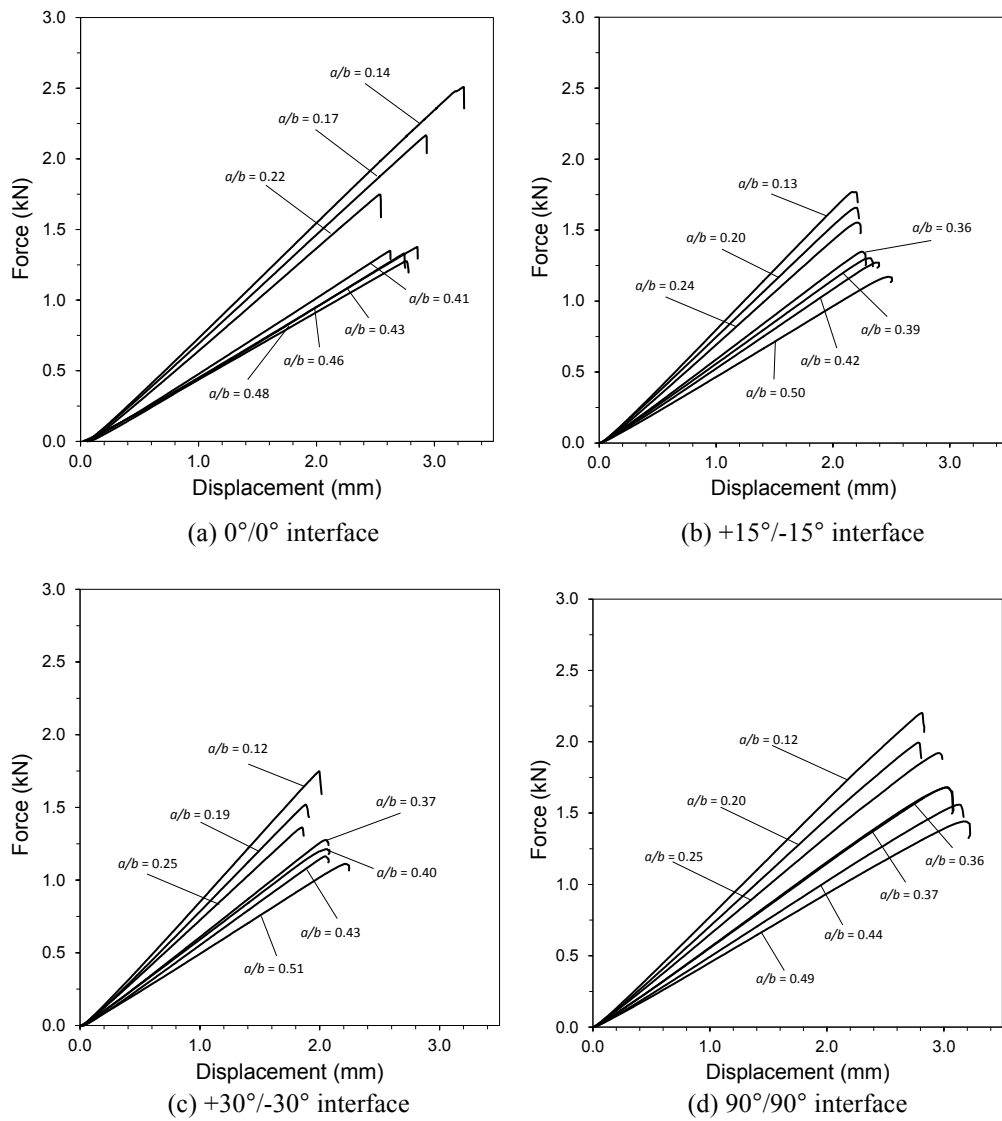 3.0
2.5
2.0
1.5
1.0
0.5
0.0
Force (kN)
a/b = 0.14
a/b = 0.17
a/b = 0.22
a/b = 0.41
a/b = 0.43
a/b = 0.46
a/b = 0.48
0.0 1.0 2.0 3.0
Displacement (mm)
(a) 0°/0° interface
3.0
2.5
2.0
1.5
1.0
0.5
0.0
Force (kN)
a/b = 0.13
a/b = 0.20
a/b = 0.36
a/b = 0.24
a/b = 0.39
a/b = 0.42
a/b = 0.50
0.0 1.0 2.0 3.0
Displacement (mm)
(b) +15°/-15° interface
3.0
2.5
2.0
1.5
1.0
0.5
0.0
Force (kN)
a/b = 0.12
a/b = 0.37
a/b = 0.19
a/b = 0.25
a/b = 0.40
a/b = 0.43
a/b = 0.51
0.0 1.0 2.0 3.0
Displacement (mm)
(c) +30°/-30° interface
3.0
2.5
2.0
1.5
1.0
0.5
0.0
Force (kN)
a/b = 0.12
a/b = 0.20
a/b = 0.25
a/b = 0.36
a/b = 0.37
a/b = 0.44
a/b = 0.49
0.0 1.0 2.0 3.0
Displacement (mm)
(d) 90°/90° interface